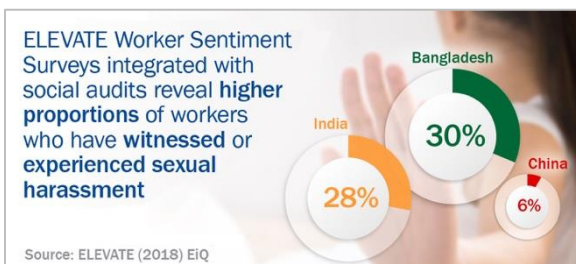 ELEVATE Worker Sentiment
Surveys integrated with
social audits reveal higher
proportions of workers
who have witnessed or
experienced sexual
harassment
Bangladesh
30%
India
28%
China
6%
Source: ELEVATE (2018) EiQ